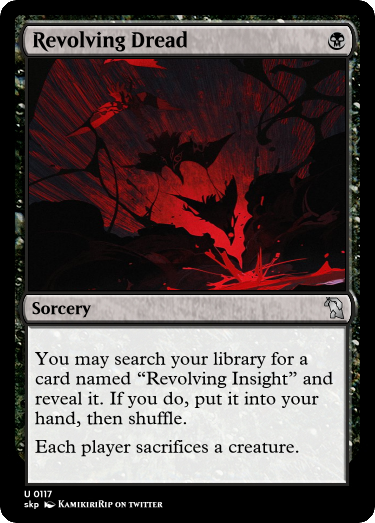 Revolving Dread
Sorcery
You may search your library for a
card named “Revolving Insight” and
reveal it. If you do, put it into your
hand, then shuffle.
Each player sacrifices a creature.
U 0117
skp KamikiriRip on twitter